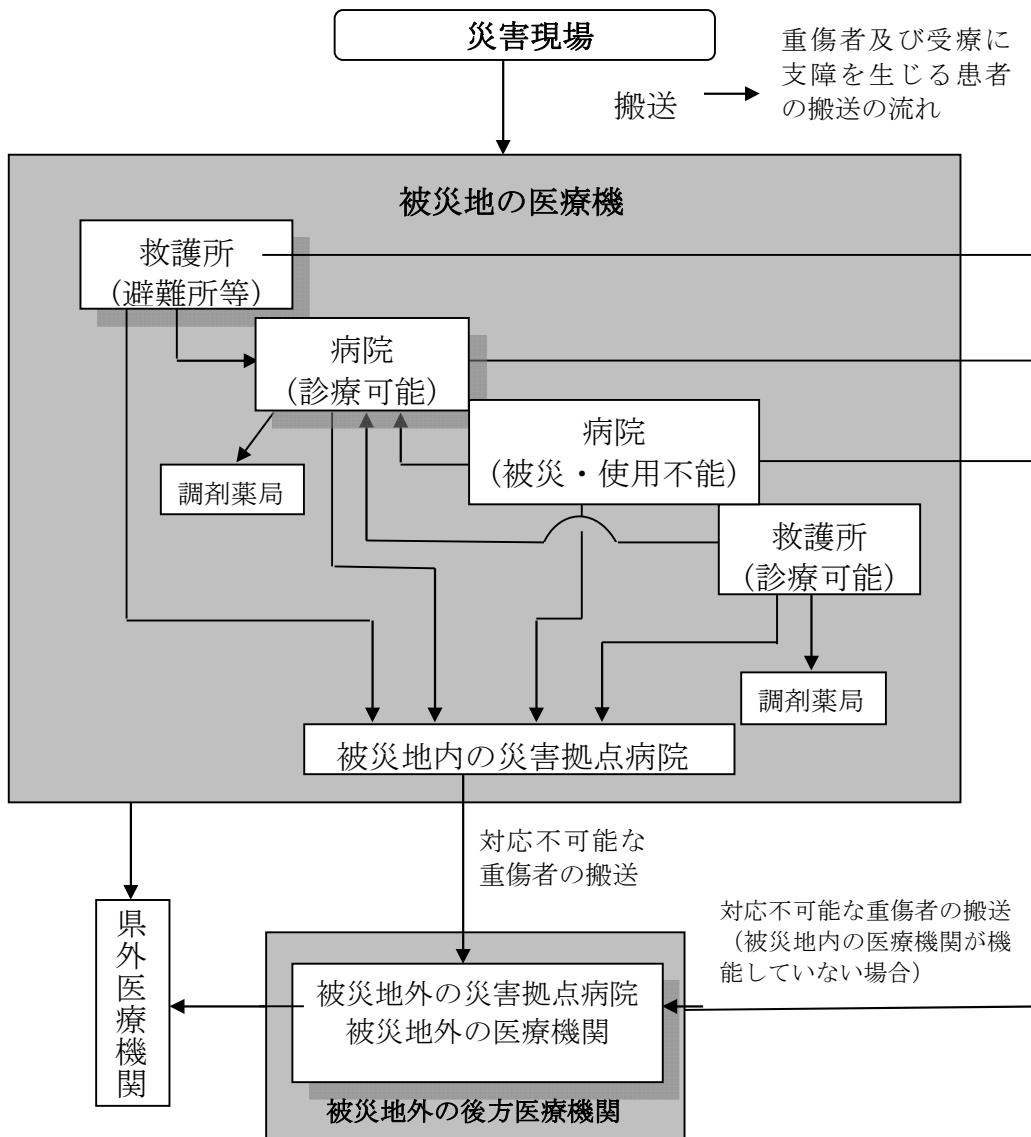 災害現場
搬送
重傷者及び受療に
支障を生じる患者
の搬送の流れ
被災地の医療機
救護所
（避難所等）
病院
（診療可能）
病院
（被災・使用不能）
調剤薬局
救護所
（診療可能）
調剤薬局
被災地内の災害拠点病院
対応不可能な
重傷者の搬送
県外医療機関
対応不可能な重傷者の搬送
（被災地内の医療機関が機
能していない場合）
被災地外の災害拠点病院
被災地外の医療機関
被災地外の後方医療機関